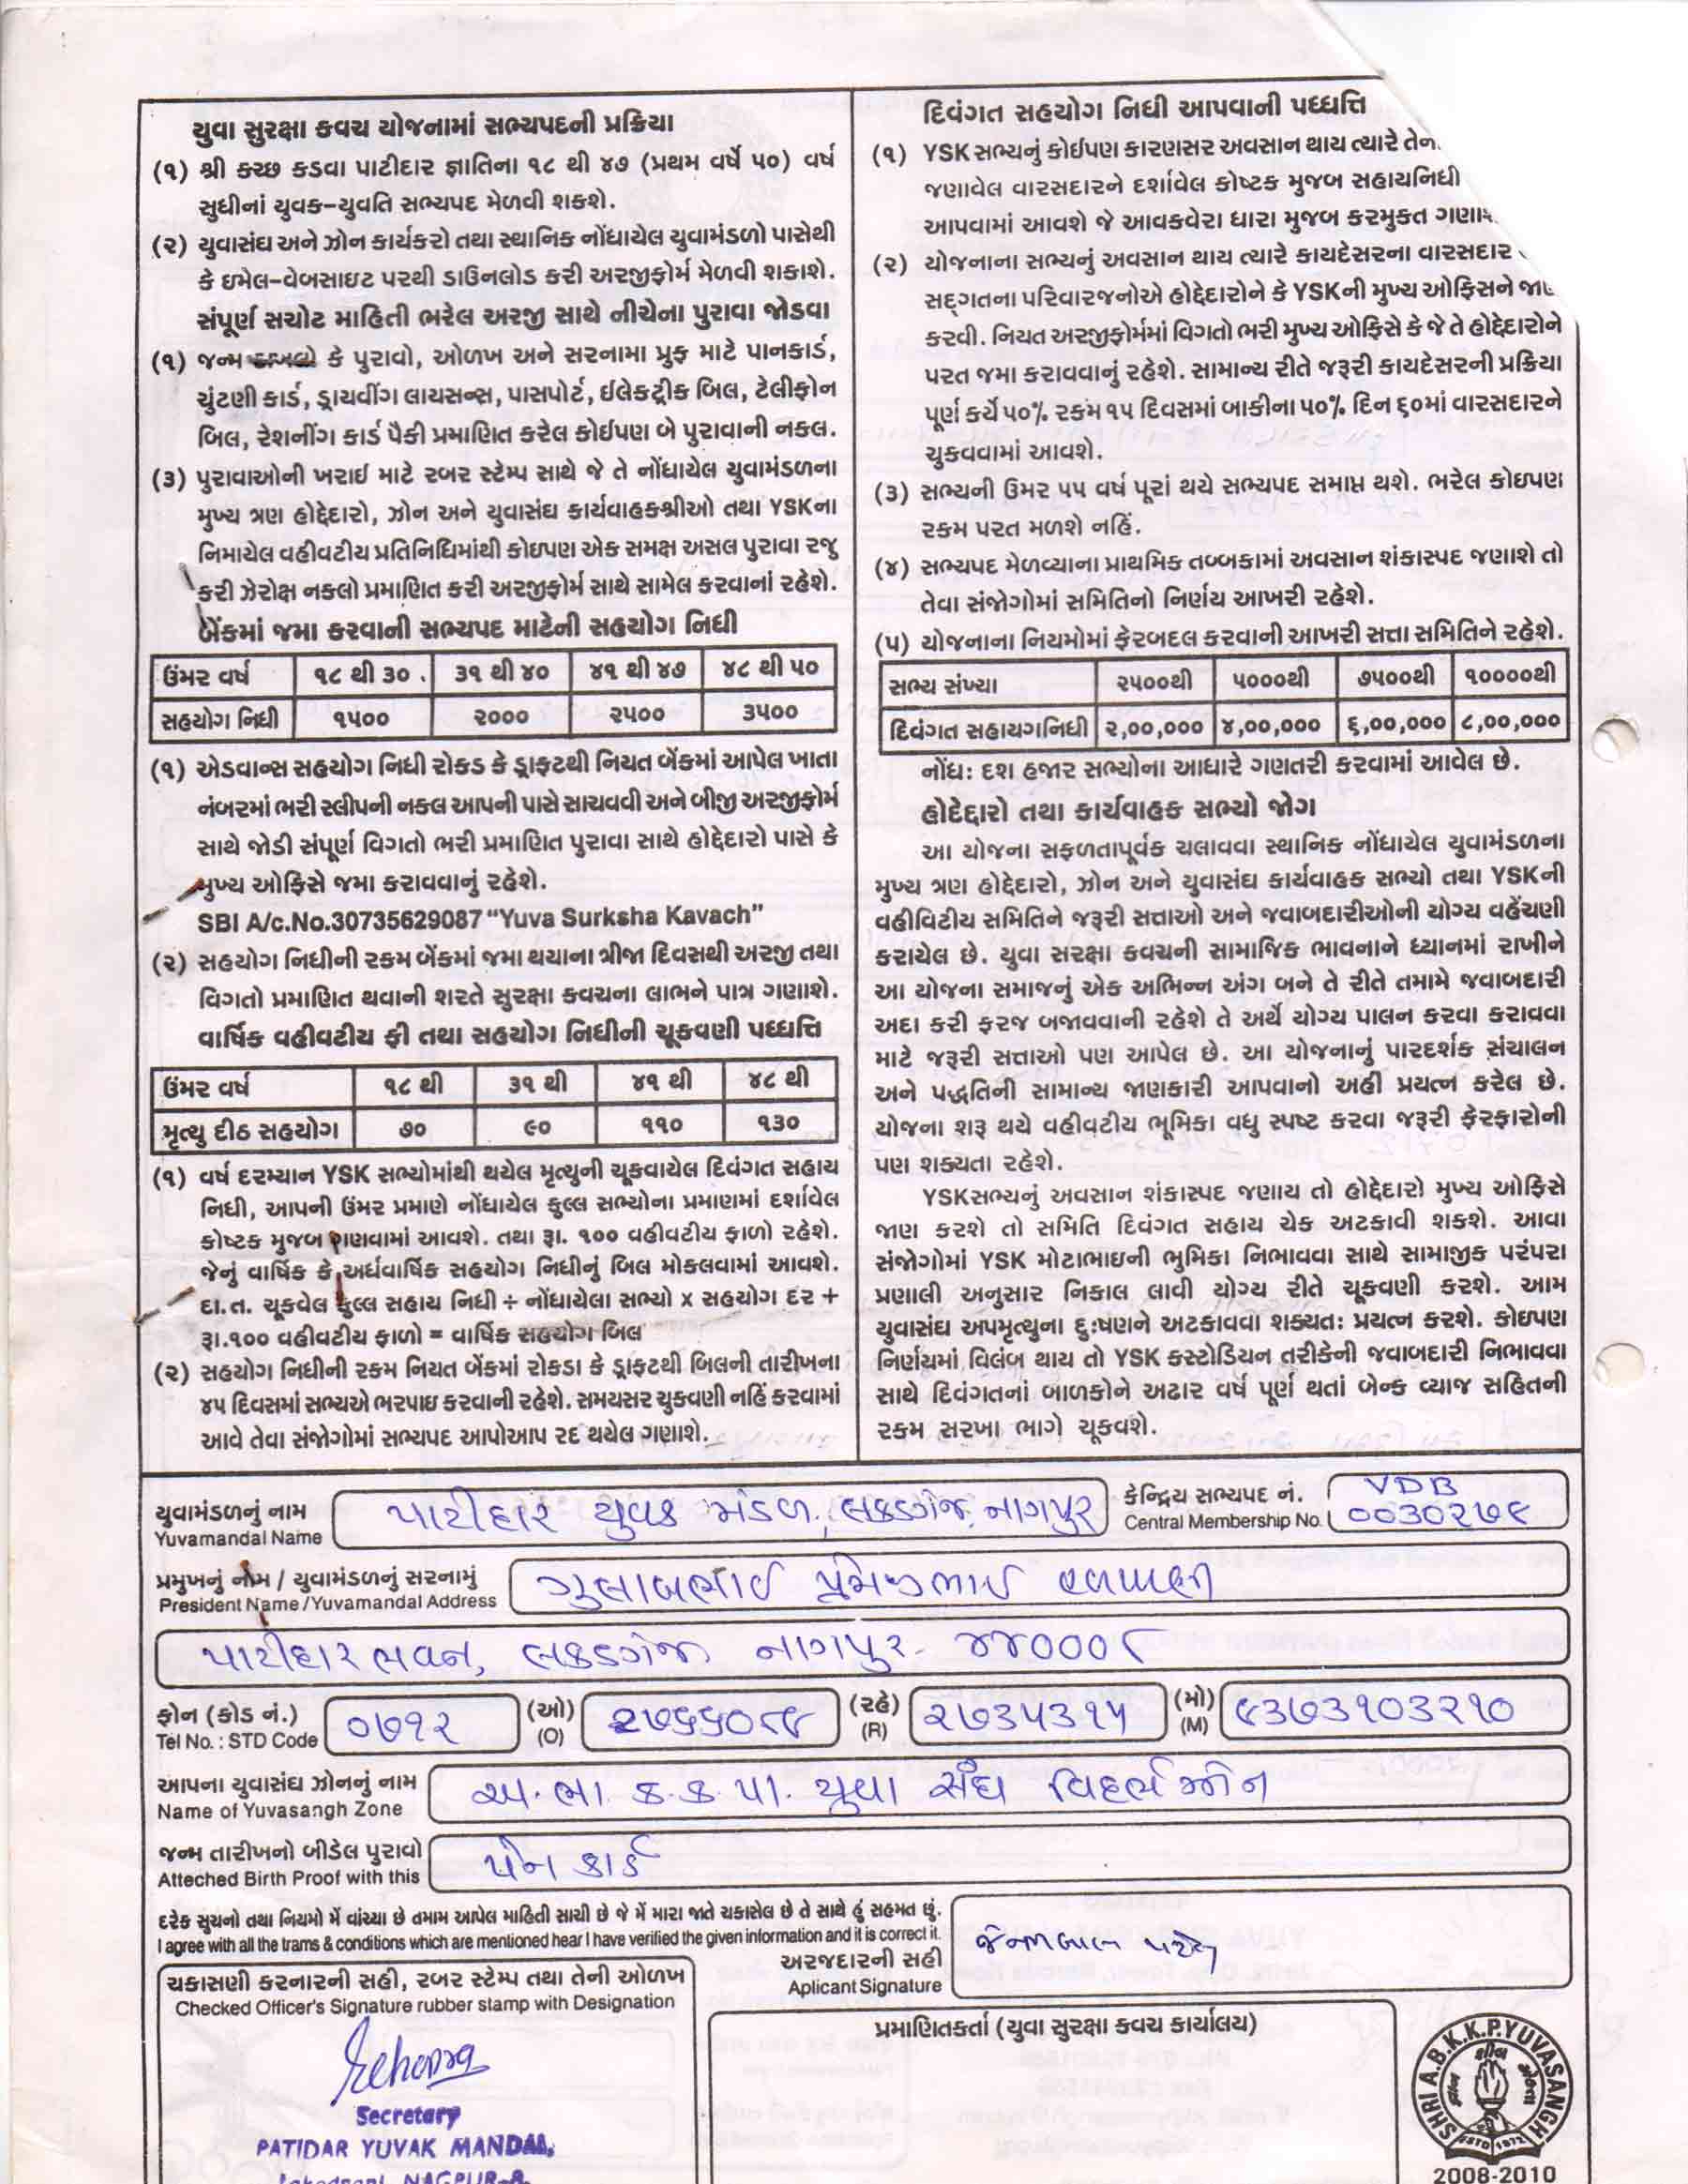 યુવા સુરક્ષા કવચ યોજનામાં સભ્યપદની પ્રક્રિયા
(૧) શ્રી કચ્છ કડવા પાટીદાર જ્ઞાતિના ૧૮ થી ૪૭ (પ્રથમ વર્ષે ૫૦) વર્ષ
સુધીનાં યુવક-યુવતિ સભ્યપદ મેળવી શકશે.
(૨) યુવાસંઘ અને ઝોન કાર્યકરો તથા સ્થાનિક નોંધાયેલ યુવામંડળો પાસેથી
કે ઇમેલ-વેબસાઇટ પરથી ડાઉનલોડ કરી અરજીફોર્મ મેળવી શકાશે.
સંપૂર્ણ સચોટ માહિતી ભરેલ અરજી સાથે નીચેના પુરાવા જોડવા
(૧) જન્મ દાખલો કે પુરાવો, ઓળખ અને સરનામા પ્રુફ માટે પાનકાર્ડ,
ચુંટણી કાર્ડ, ડ્રાયવીંગ લાયસન્સ, પાસપોર્ટ, ઈલેકટ્રીક બિલ, ટેલીફોન
બિલ, રેશનીંગ કાર્ડ પૈકી પ્રમાણિત કરેલ કોઈપણ બે પુરાવાની નકલ.
(૩) પુરાવાઓની ખરાઈ માટે રબર સ્ટેમ્પ સાથે જે તે નોંધાયેલ યુવામંડળના
મુખ્ય ત્રણ હોદ્દેદારો, ઝોન અને યુવાસંઘ કાર્યવાહકશ્રીઓ તથા YSKના
નિમાયેલ વહીવટીય પ્રતિનિધિમાંથી કોઇપણ એક સમક્ષ અસલ પુરાવા રજુ
કરી ઝેરોક્ષ નકલો પ્રમાણિત કરી અરજીફોર્મ સાથે સામેલ કરવાનાં રહેશે.
બેંકમાં જમા કરવાની સભ્યપદ માટેની સહયોગ નિધી
ઉંમર વર્ષ ૧૮ થી ૩૦ . ૩૧ થી ૪૦ ૪૧ થી ૪૭ ૪૮ થી ૫૦
સહયોગ નિધી ૧૫૦૦ ૨૦૦૦ ૨૫૦૦ ૩૫૦૦
(૧) એડવાન્સ સહયોગ નિધી રોકડ કે ડ્રાફટથી નિયત બેંકમાં આપેલ ખાતા
નંબરમાં ભરી સ્લીપની નકલ આપની પાસે સાચવવી અને બીજી અરજીફોર્મ
સાથે જોડી સંપૂર્ણ વિગતો ભરી પ્રમાણિત પુરાવા સાથે હોદ્દેદારો પાસે કે
મુખ્ય ઓફિસે જમા કરાવવાનું રહેશે.
SBI A/c.No.30735629087 “Yuva Surksha Kavach”
(૨) સહયોગ નિધીની રકમ બેંકમાં જમા થયાના ત્રીજા દિવસથી અરજી તથા
વિગતો પ્રમાણિત થવાની શરતે સુરક્ષા કવચના લાભને પાત્ર ગણાશે.
વાર્ષિક વહીવટીય ફી તથા સહયોગ નિધીની ચૂકવણી પધ્ધત્તિ
ઉંમર વર્ષ ૧૮ થી ૩૧ થી ૪૧ થી ૪૮ થી
મૃત્યુ દીઠ સહયોગ ૭૦ ૯૦ ૧૧૦ ૧૩૦
(૧) વર્ષ દરમ્યાન YSK સભ્યોમાંથી થયેલ મૃત્યુની ચૂકવાયેલ દિવંગત સહાય
નિધી, આપની ઉંમર પ્રમાણે નોંધાયેલ કુલ્લ સભ્યોના પ્રમાણમાં દર્શાવેલ
કોષ્ટક મુજબ ગણવામાં આવશે. તથા રૂા. ૧૦૦ વહીવટીય ફાળો રહેશે.
જેનું વાર્ષિક કે અર્ધવાર્ષિક સહયોગ નિધીનું બિલ મોકલવામાં આવશે.
દા.ત. ચૂકવેલ કુલ્લ સહાય નિધી ÷ નોંધાયેલા સભ્યો x સહયોગ દર +
રૂા.૧૦૦ વહીવટીય ફાળો = વાર્ષિક સહયોગ બિલ
(૨) સહયોગ નિધીની રકમ નિયત બેંકમાં રોકડા કે ડ્રાફટથી બિલની તારીખના
૪૫ દિવસમાં સભ્યએ ભરપાઇ કરવાની રહેશે. સમયસર ચુકવણી નહિં કરવામાં
આવે તેવા સંજોગોમાં સભ્યપદ આપોઆપ રદ થયેલ ગણાશે.
દિવંગત સહયોગ નિધી આપવાની પધ્ધત્તિ
(૧) YSK સભ્યનું કોઈપણ કારણસર અવસાન થાય ત્યારે
જણાવેલ વારસદારને દર્શાવેલ કોષ્ટક મુજબ સહાયનિધી
આપવામાં આવશે જે આવકવેરા ધારા મુજબ કરમુક્ત
(૨) યોજનાના સભ્યનું અવસાન થાય ત્યારે કાયદેસરના વારસદાર
સદ્ગતના પરિવારજનોએ હોદ્દેદારોને કે YSKની મુખ્ય ઓફિસને
કરવી. નિયત અરજીફોર્મમાં વિગતો ભરી મુખ્ય ઓફિસે કે જે તે હોદ્દેદારોને
પરત જમા કરાવવાનું રહેશે. સામાન્ય રીતે જરૂરી કાયદેસરની પ્રક્રિયા
પૂર્ણ કર્યે ૫૦% રકમ ૧૫ દિવસમાં બાકીના ૫૦% દિન ૬૦માં વારસદારને
ચુકવવામાં આવશે.
(૩) સભ્યની ઉમર ૫૫ વર્ષ પૂરાં થયે સભ્યપદ સમાપ્ત થશે. ભરેલ કોઇપણ
રકમ પરત મળશે નહિં.
(૪) સભ્યપદ મેળવ્યાના પ્રાથમિક તબ્બકામાં અવસાન શંકાસ્પદ જણાશે તો
તેવા સંજોગોમાં સમિતિનો નિર્ણય આખરી રહેશે.
(૫) યોજનાના નિયમોમાં ફેરબદલ કરવાની આખરી સત્તા સમિતિને રહેશે.
સભ્ય સંખ્યા ૨૫૦૦થી ૫૦૦૦થી ૭૫૦૦થી ૧૦૦૦૦થી
દિવંગત સહાયગનિધી ૨,૦૦,૦૦૦ ૪,૦૦,૦૦૦ ૬,૦૦,૦૦૦ ૮,૦૦,૦૦૦
નોંધ: દશ હજાર સભ્યોના આધારે ગણતરી કરવામાં આવેલ છે.
હોદેદ્દારો તથા કાર્યવાહક સભ્યો જોગ
આ યોજના સફળતાપૂર્વક ચલાવવા સ્થાનિક નોંધાયેલ યુવામંડળના
મુખ્ય ત્રણ હોદ્દેદારો, ઝોન અને યુવાસંઘ કાર્યવાહક સભ્યો તથા YSKની
વહીવિટીય સમિતિને જરૂરી સત્તાઓ અને જવાબદારીઓની યોગ્ય વહેંચણી
કરાયેલ છે. યુવા સરક્ષા કવચની સામાજિક ભાવનાને ધ્યાનમાં રાખીને
આ યોજના સમાજનું એક અભિન્ન અંગ બને તે રીતે તમામે જવાબદારી
અદા કરી ફરજ બજાવવાની રહેશે તે અર્થે યોગ્ય પાલન કરવા કરાવવા
માટે જરૂરી સત્તાઓ પણ આપેલ છે. આ યોજનાનું પારદર્શક સંચાલન
અને પદ્ધતિની સામાન્ય જાણકારી આપવાનો અહીં પ્રયત્ન કરેલ છે.
યોજના શરૂ થયે વહીવટીય ભૂમિકા વધુ સ્પષ્ટ કરવા જરૂરી ફેરફારોની
પણ શક્યતા રહેશે.
YSKસભ્યનું અવસાન શંકાસ્પદ જણાય તો હોદ્દેદારો મુખ્ય ઓફિસે
જાણ કરશે તો સમિતિ દિવંગત સહાય ચેક અટકાવી શકશે. આવા
સંજોગોમાં YSK મોટાભાઇની ભુમિકા નિભાવવા સાથે સામાજીક પરંપરા
પ્રણાલી અનુસાર નિકાલ લાવી યોગ્ય રીતે ચૂકવણી કરશે. આમ
યુવાસંઘ અપમૃત્યુના દુઃષણને અટકાવવા શક્યતઃ પ્રયત્ન કરશે. કોઇપણ
નિર્ણયમાં વિલંબ થાય તો YSK કસ્ટોડિયન તરીકેની જવાબદારી નિભાવવા
સાથે દિવંગતનાં બાળકોને અઢાર વર્ષ પૂર્ણ થતાં બેન્ક વ્યાજ સહિતની
રકમ સરખા ભાગે ચૂકવશે.
યુવામંડળનું નામ પાટીદાર યુવક મંડળ, લકડગંજ, નાગપુર કેન્દ્રિય સભ્યપદ નં. VDB
Yuvamandal Name Central Membership No. ૦૦૩૦૨૭૯
પ્રમુખનું નામ / યુવામંડળનું સરનામું ગુલાબભાઈ પ્રેમજીભાઈ
President Name /Yuvamandal Address
પાટીદાર ભવન, લકડગંજ નાગપુર- ૪૪૦૦૦૮
ફોન (કોડ નં.) ૦૭૧૨ (ઓ) ૨૭૬૬૦૮૯ (રહે) ૨૭૩૫૩૧૫ (મો) ૯૩૭૩૧૦૩૨૧૦
Tel No. : STD Code (O) (R) (M)
આપના યુવાસંઘ ઝોનનું નામ અ.ભા. ક.ક.પા. યુવા સંઘ વિદર્ભ ઝોન
Name of Yuvasangh Zone
જન્મ તારીખનો બીડેલ પુરાવો પેન કાર્ડ
Atteched Birth Proof with this
દરેક સુચનો તથા નિયમો મેં વાંચ્યા છે તમામ આપેલ માહિતી સાચી છે જે મેં મારા જાતે ચકાસેલ છે તે સાથે હું સહમત છું.
I agree with all the trams & conditions which are mentioned hear I have verified the given information and it is correct it.
અરજદારની સહી
Aplicant Signature
ચકાસણી કરનારની સહી, રબર સ્ટેમ્પ તથા તેની ઓળખ
Checked Officer's Signature rubber stamp with Designation
Secretary
PATIDAR YUVAK MANDAL,
Lakadganj, NAGPUR-8.
પ્રમાણિતકર્તા (યુવા સુરક્ષા કવચ કાર્યાલય)
SHRI A.B.K.K.P.YUVASANGH
ESTD 1972
2008-2010